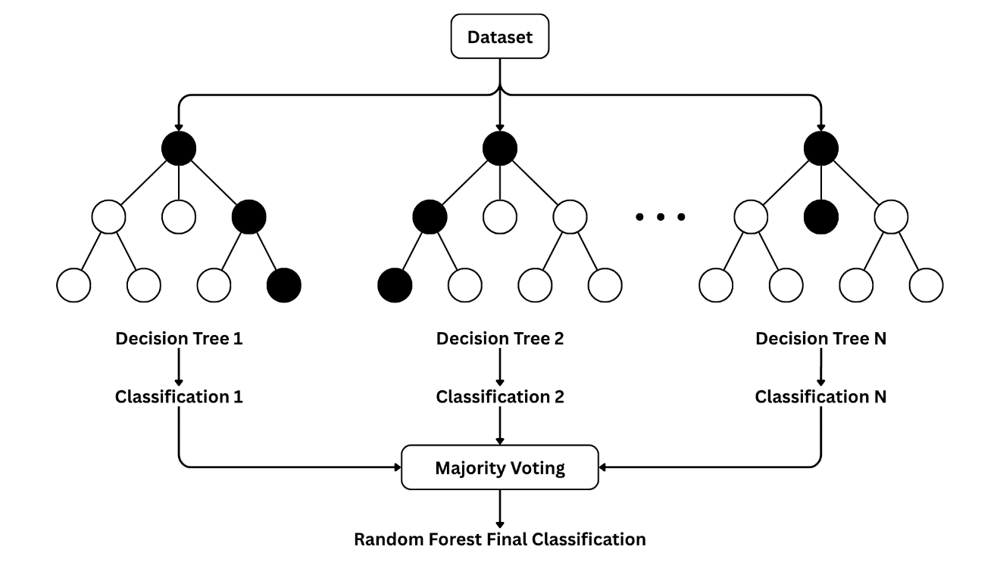 Dataset
Decision Tree 1
Decision Tree 2
Decision Tree N
Classification 1
Classification 2
Classification N
Majority Voting
Random Forest Final Classification